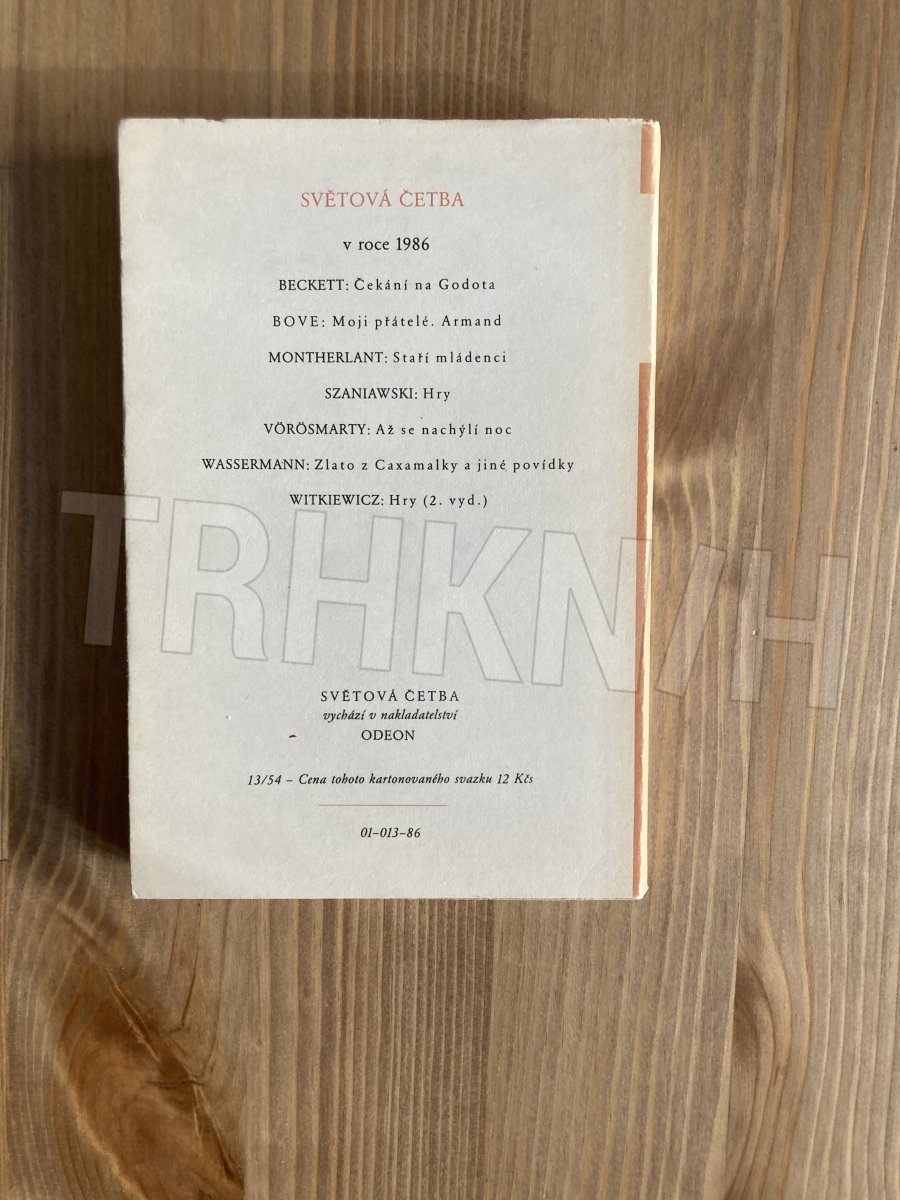 SVĚTOVÁ ČETBA
v roce 1986
BECKETT: Čekání na Godota
BOVE: Moji přátelé. Armand
MONTHERLANT: Staří mládenci
SZANIAWSKI: Hry
VÖRÖSMARTY: Až se nachýlí noc
WASSERMANN: Zlato z Caxamalky a jiné povídky
WITKIEWICZ: Hry (2. vyd.)
TRHKNIH
SVĚTOVÁ ČETBA
vychází v nakladatelství
ODEON
13/54 – Cena tohoto kartonovaného svazku 12 Kčs
01–013–86